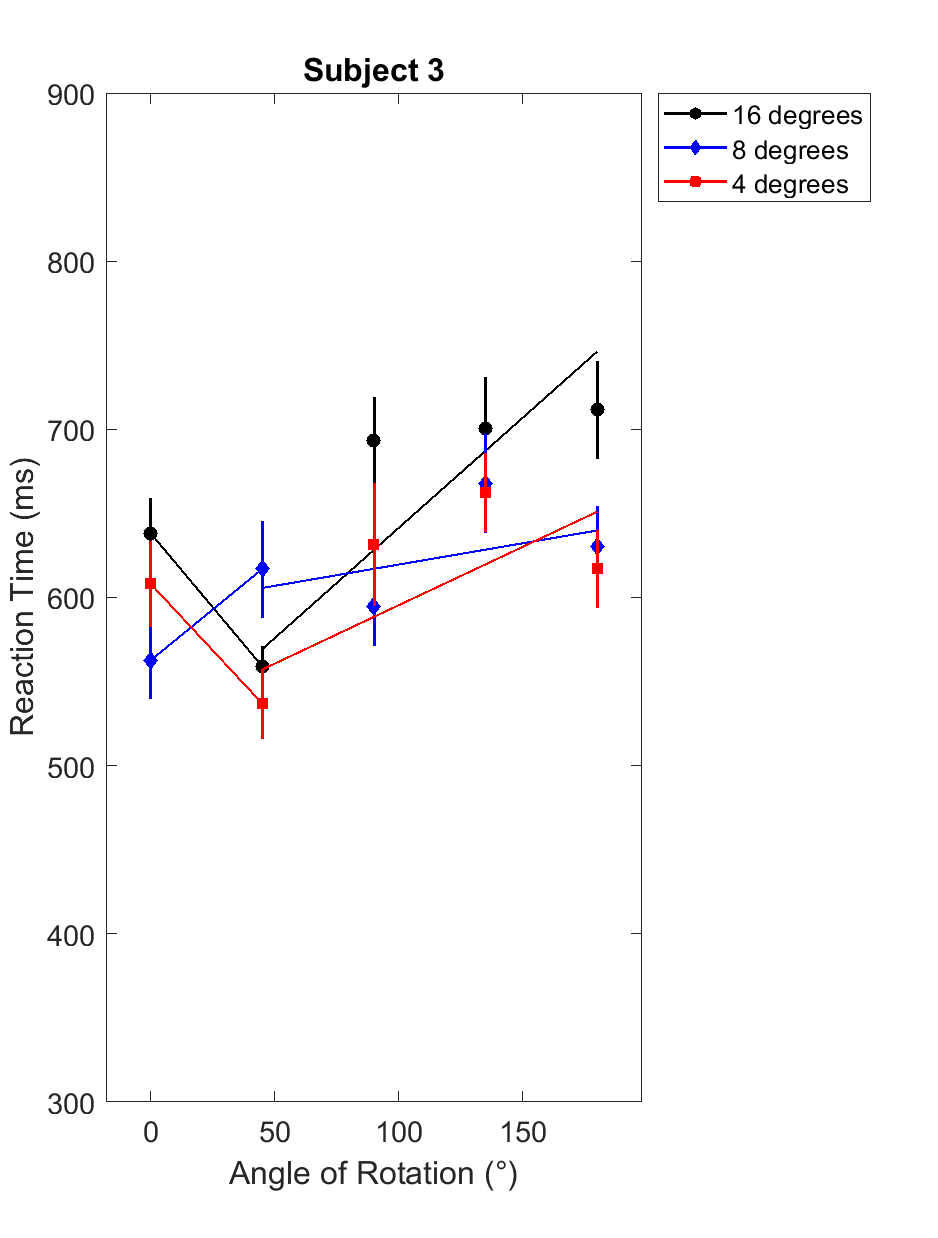 Subject 3
900
800
700
600
500
400
300
0 50 100 150
Reaction Time (ms)
Angle of Rotation (°)
16 degrees
8 degrees
4 degrees